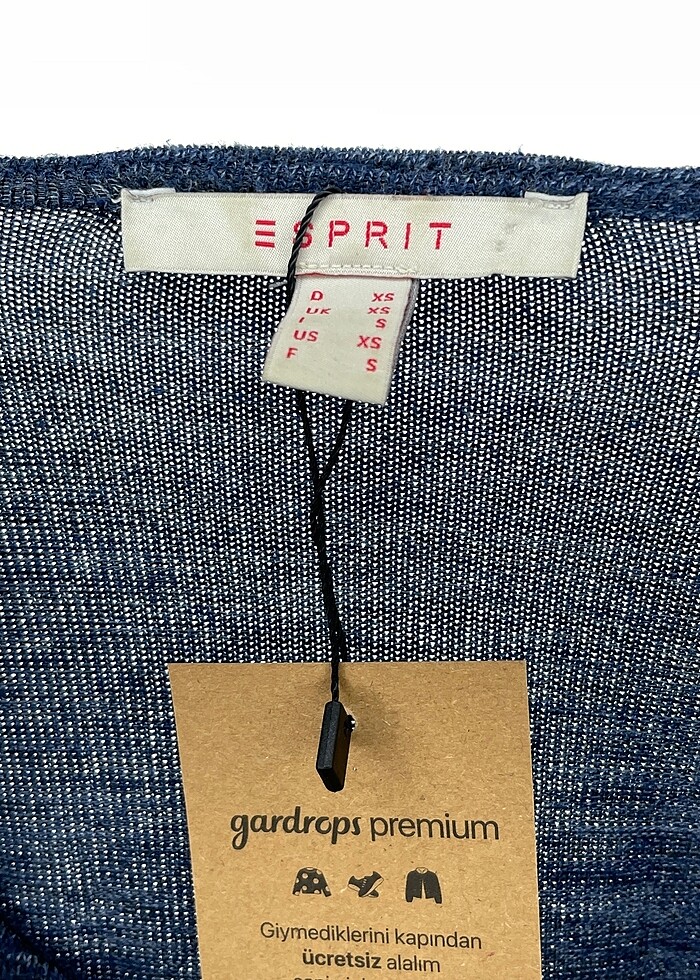 ESPRIT
D XS
UK XS
I S
US XS
F S
gardrops premium
Giymediklerini kapından
ücretsiz alalım